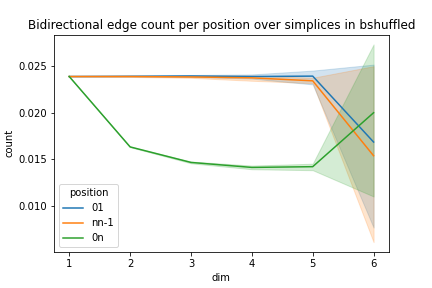 Bidirectional edge count per position over simplices in bshuffled
0.025
0.020
0.015
0.010
count
position
01
nn-1
0n
1 2 3 4 5 6
dim